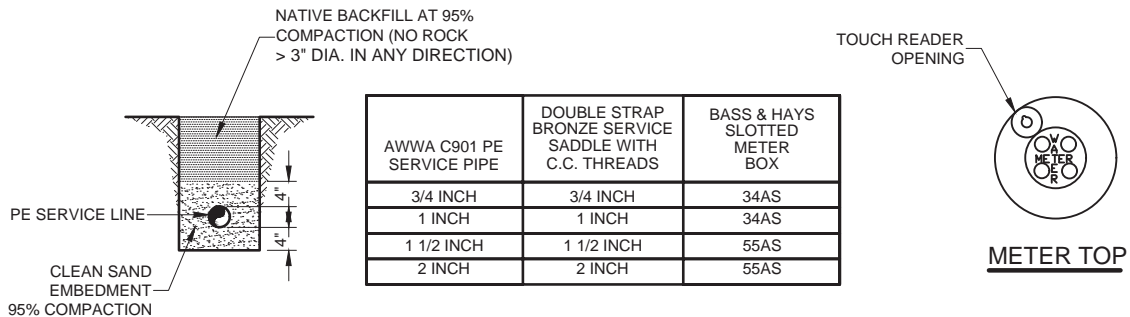 NATIVE BACKFILL AT 95%
COMPACTION (NO ROCK
> 3" DIA. IN ANY DIRECTION)
4"
4"
PE SERVICE LINE
CLEAN SAND
EMBEDMENT
95% COMPACTION
AWWA C901 PE
SERVICE PIPE
DOUBLE STRAP
BRONZE SERVICE
SADDLE WITH
C.C. THREADS
BASS & HAYS
SLOTTED
METER
BOX
3/4 INCH 3/4 INCH 34AS
1 INCH 1 INCH 34AS
1 1/2 INCH 1 1/2 INCH 55AS
2 INCH 2 INCH 55AS
TOUCH READER
OPENING
WATER
METER
METER TOP